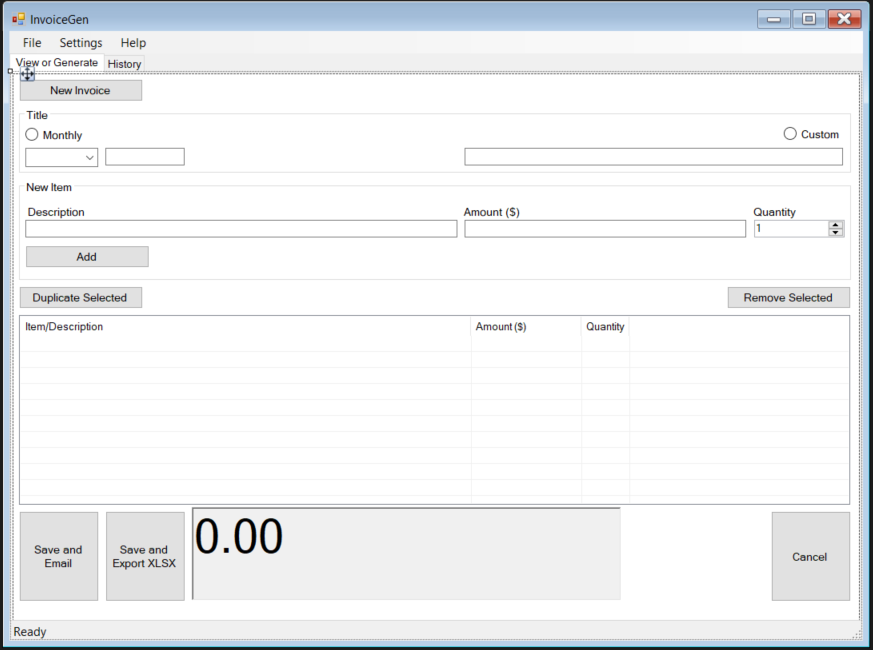 InvoiceGen
File Settings Help
View or Generate History
New Invoice
Title
Monthly Custom
New Item
Description Amount ($) Quantity
1
Add
Duplicate Selected Remove Selected
Item/Description Amount ($) Quantity
Save and Email
Save and Export XLSX
0.00
Cancel
Ready